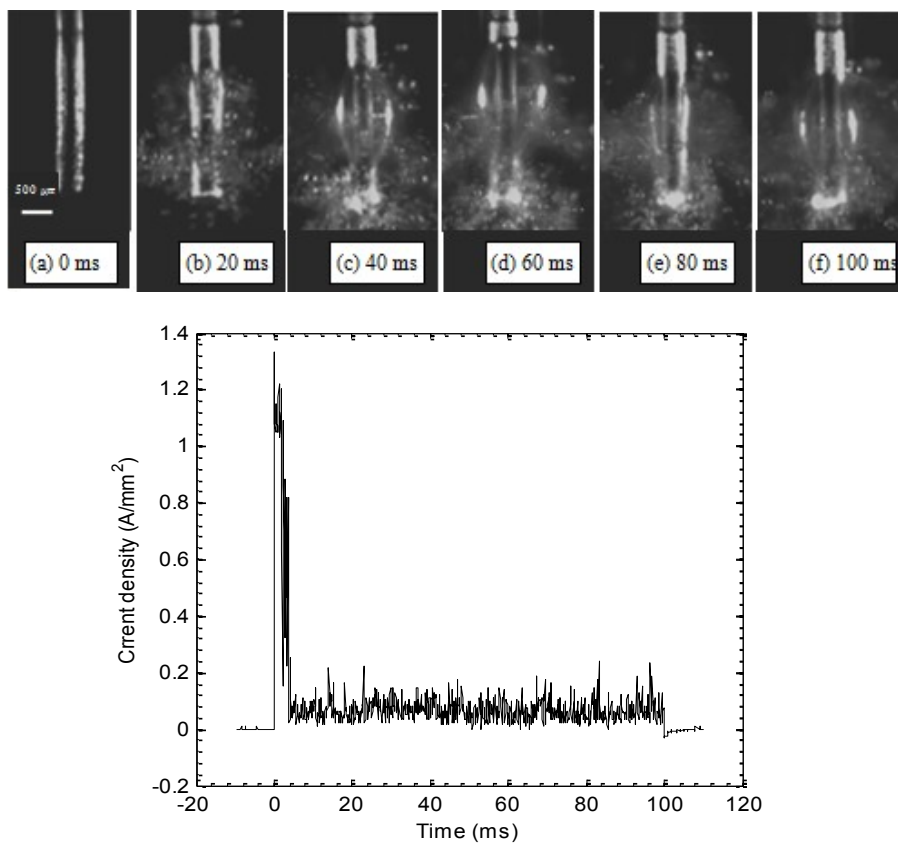 500 μm
(a) 0 ms
(b) 20 ms
(c) 40 ms
(d) 60 ms
(e) 80 ms
(f) 100 ms
1.4
1.2
1
0.8
0.6
0.4
0.2
0
-0.2
Crrent density (A/mm²)
-20
0
20
40
60
80
100
120
Time (ms)